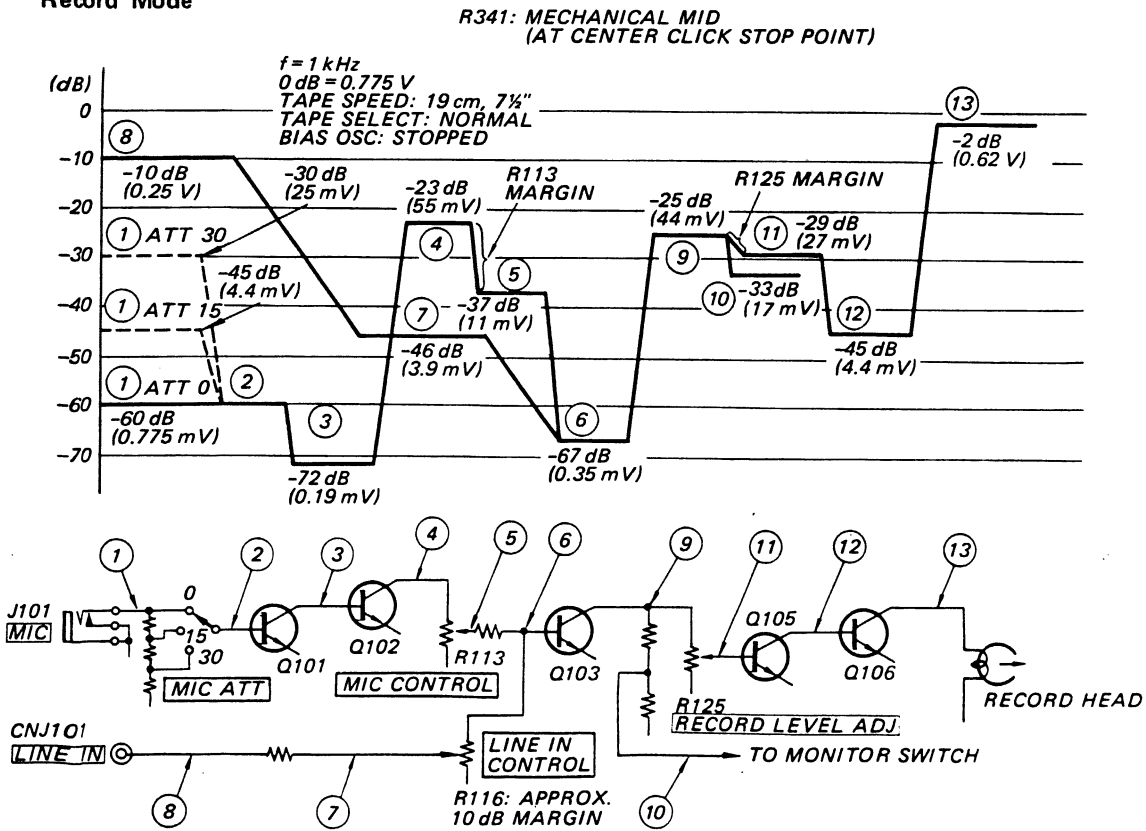 Record Mode
R341: MECHANICAL MID
(AT CENTER CLICK STOP POINT)
f = 1 kHz
0 dB = 0.775 V
TAPE SPEED: 19 cm, 7½"
TAPE SELECT: NORMAL
BIAS OSC: STOPPED
(dB)
0
-10
-20
-30
-40
-50
-60
-70
8
-10 dB
(0.25 V)
-30 dB
(25 mV)
1 ATT 30
-45 dB
(4.4 mV)
1 ATT 15
1 ATT 0
2
-60 dB
(0.775 mV)
3
-72 dB
(0.19 mV)
-23 dB
(55 mV)
4
R113
MARGIN
5
-37 dB
(11 mV)
7
-46 dB
(3.9 mV)
6
-67 dB
(0.35 mV)
-25 dB
(44 mV)
9
R125 MARGIN
11
-29 dB
(27 mV)
10
-33 dB
(17 mV)
12
-45 dB
(4.4 mV)
13
-2 dB
(0.62 V)
1
2
3
4
5
6
9
11
12
13
J101
MIC
0
15
30
MIC ATT
Q101
Q102
R113
MIC CONTROL
Q103
Q105
R125
RECORD LEVEL ADJ
Q106
RECORD HEAD
CNJ101
LINE IN
LINE IN
CONTROL
TO MONITOR SWITCH
8
7
R116: APPROX.
10 dB MARGIN
10